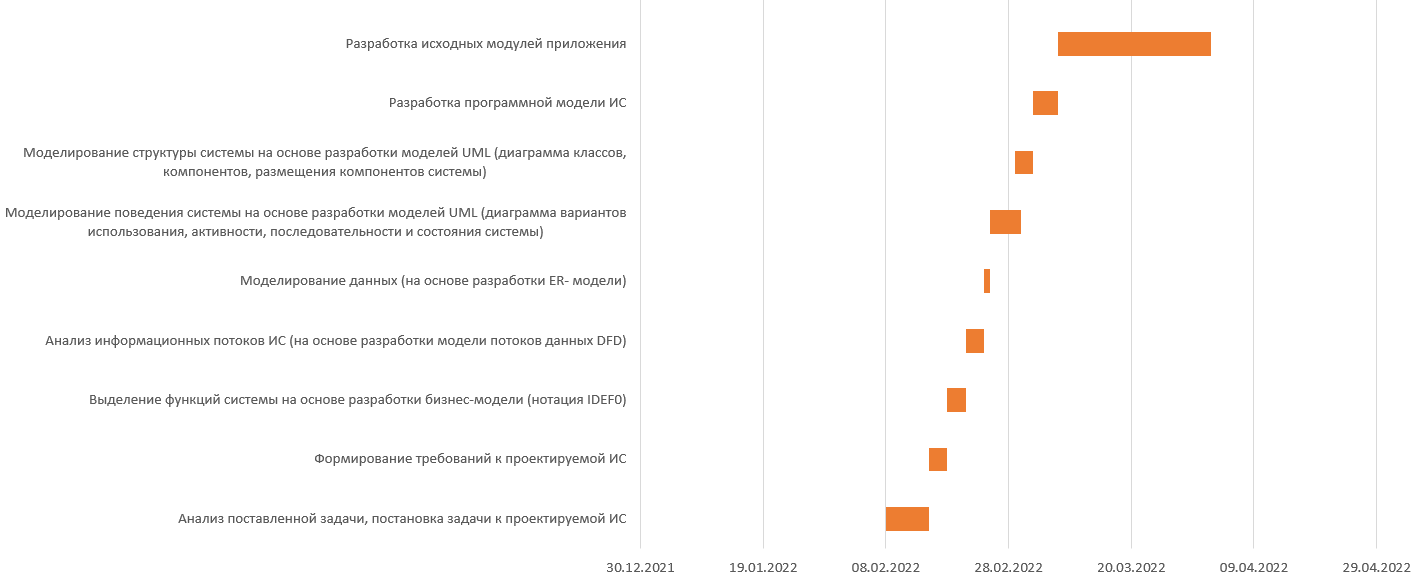 Разработка исходных модулей приложения
Разработка программной модели ИС
Моделирование структуры системы на основе разработки моделей UML (диаграмма классов,
компонентов, размещения компонентов системы)
Моделирование поведения системы на основе разработки моделей UML (диаграмма вариантов
использования, активности, последовательности и состояния системы)
Моделирование данных (на основе разработки ER- модели)
Анализ информационных потоков ИС (на основе разработки модели потоков данных DFD)
Выделение функций системы на основе разработки бизнес-модели (нотация IDEF0)
Формирование требований к проектируемой ИС
Анализ поставленной задачи, постановка задачи к проектируемой ИС
30.12.2021 19.01.2022 08.02.2022 28.02.2022 20.03.2022 09.04.2022 29.04.2022